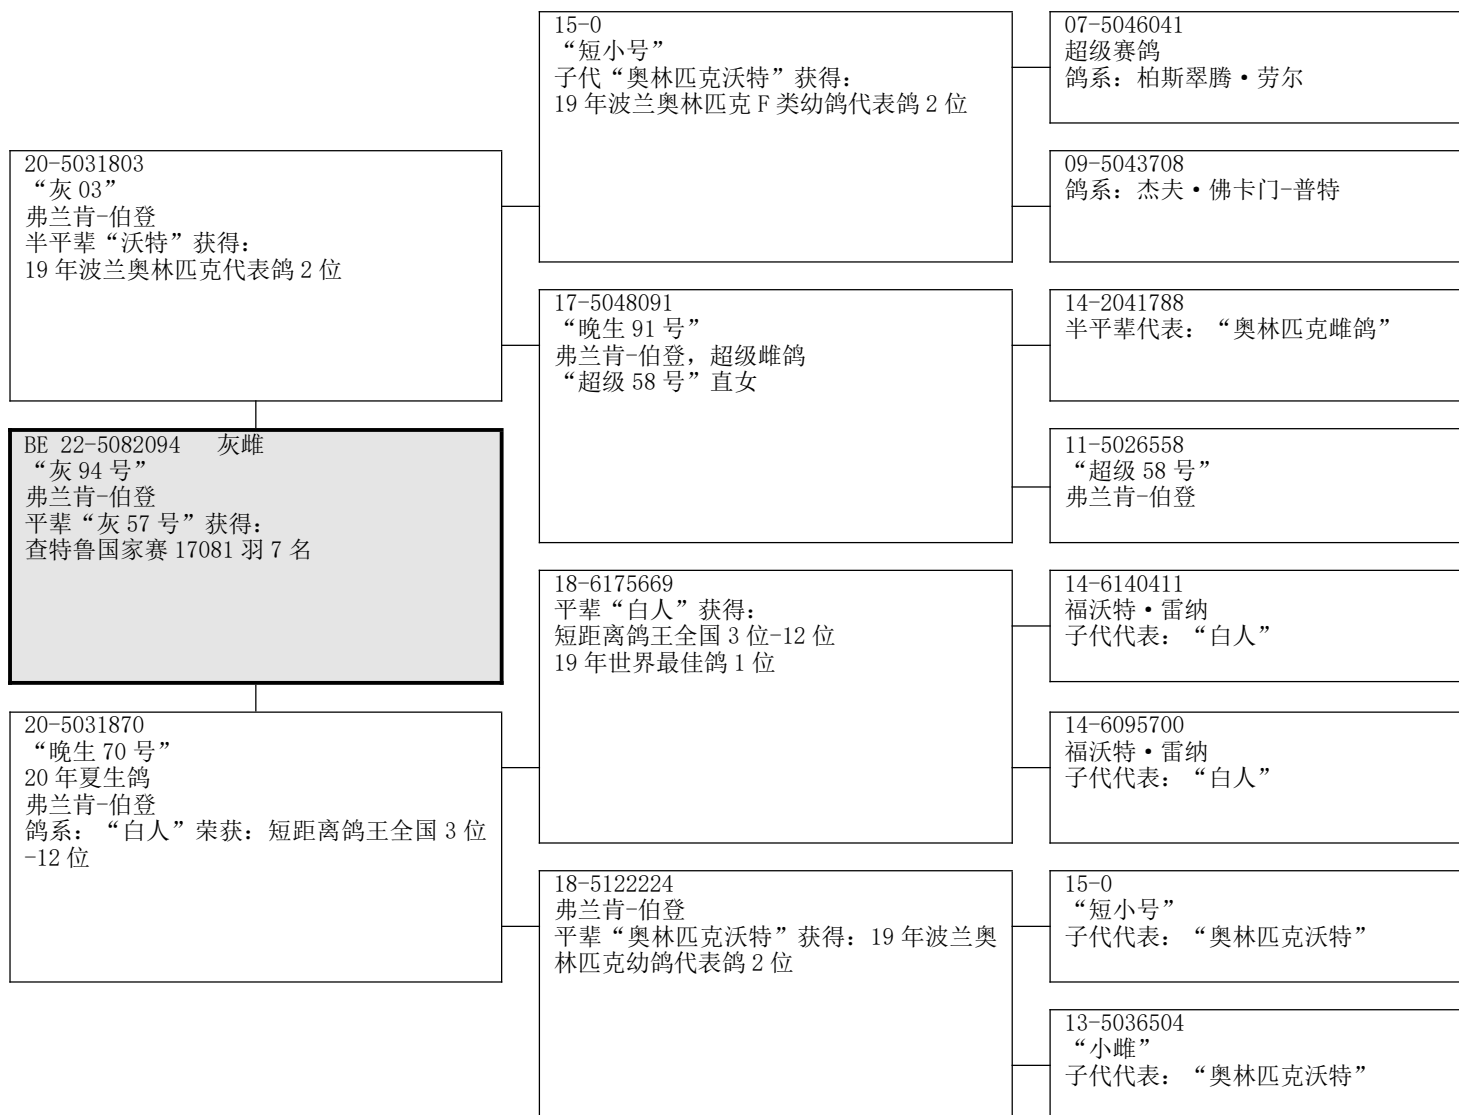 15-0
“短小号”
子代“奥林匹克沃特”获得：
19 年波兰奥林匹克 F 类幼鸽代表鸽 2 位
07-5046041
超级赛鸽
鸽系：柏斯翠腾·劳尔
09-5043708
鸽系：杰夫·佛卡门-普特
20-5031803
“灰 03”
弗兰肯-伯登
半平辈“沃特”获得：
19 年波兰奥林匹克代表鸽 2 位
17-5048091
“晚生 91 号”
弗兰肯-伯登，超级雌鸽
“超级 58 号”直女
14-2041788
半平辈代表：“奥林匹克雌鸽”
11-5026558
“超级 58 号”
弗兰肯-伯登
BE 22-5082094 灰雌
“灰 94 号”
弗兰肯-伯登
平辈“灰 57 号”获得：
查特鲁国家赛 17081 羽 7 名
18-6175669
平辈“白人”获得：
短距离鸽王全国 3 位-12 位
19 年世界最佳鸽 1 位
14-6140411
福沃特·雷纳
子代代表：“白人”
14-6095700
福沃特·雷纳
子代代表：“白人”
20-5031870
“晚生 70 号”
20 年夏生鸽
弗兰肯-伯登
鸽系：“白人”荣获：短距离鸽王全国 3 位
-12 位
18-5122224
弗兰肯-伯登
平辈“奥林匹克沃特”获得：19 年波兰奥
林匹克幼鸽代表鸽 2 位
15-0
“短小号”
子代代表：“奥林匹克沃特”
13-5036504
“小雌”
子代代表：“奥林匹克沃特”